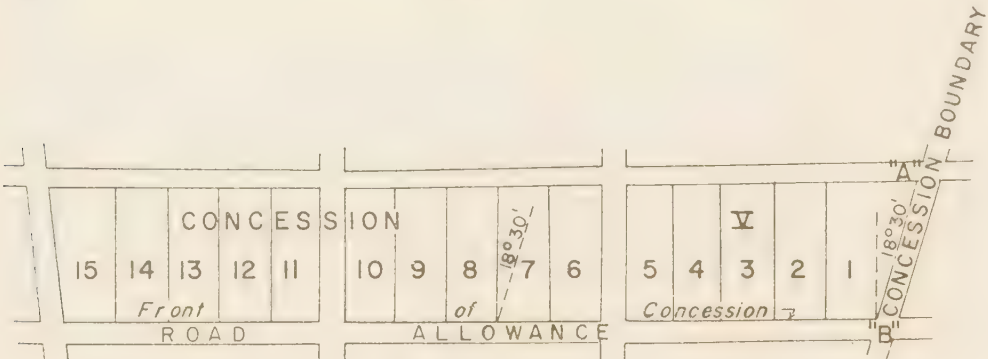 CONCESSION BOUNDARY
"A"
CONCESSION V
18°30' 18°30'
15 14 13 12 11 10 9 8 7 6 5 4 3 2 1
Front of Concession
ROAD ALLOWANCE
"B"